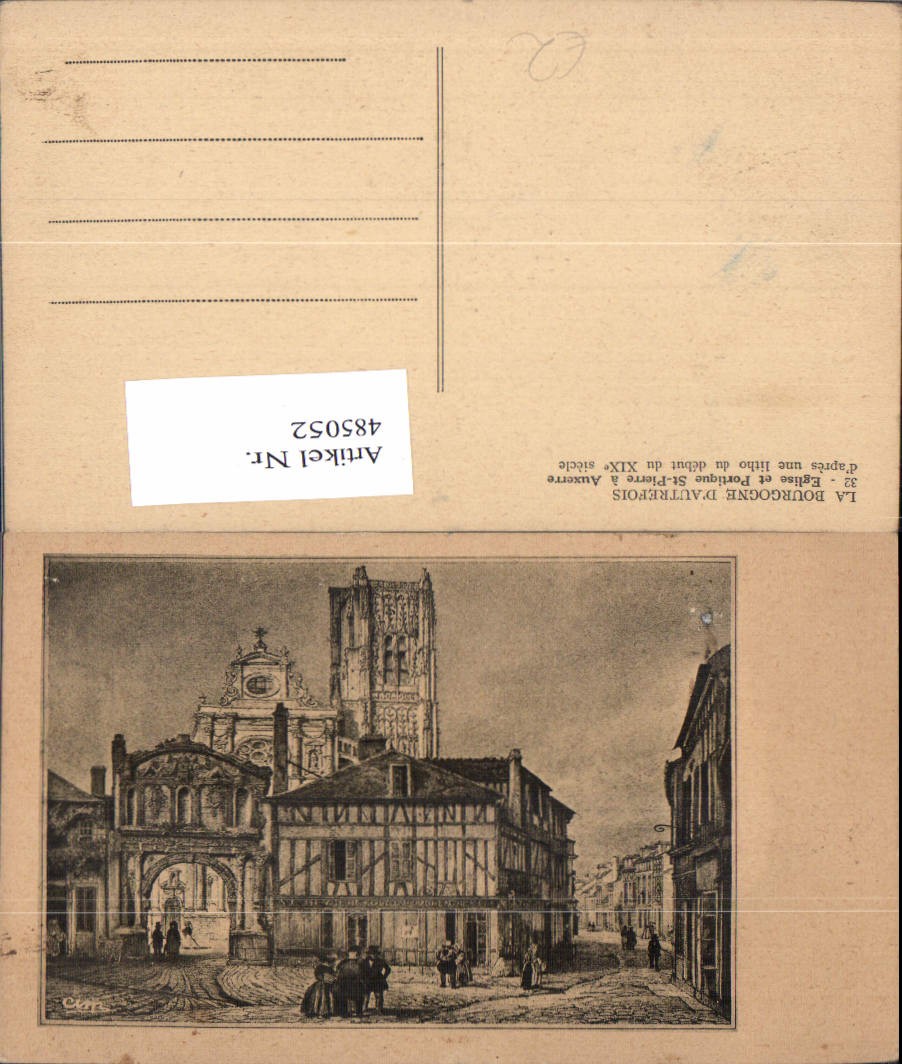 LA BOURGOGNE D'AUTREFOIS
32 - Eglise et Portique St-Pierre à Auxerre
d'après une litho du début du XIXe siècle
Artikel Nr.
485052
Cim